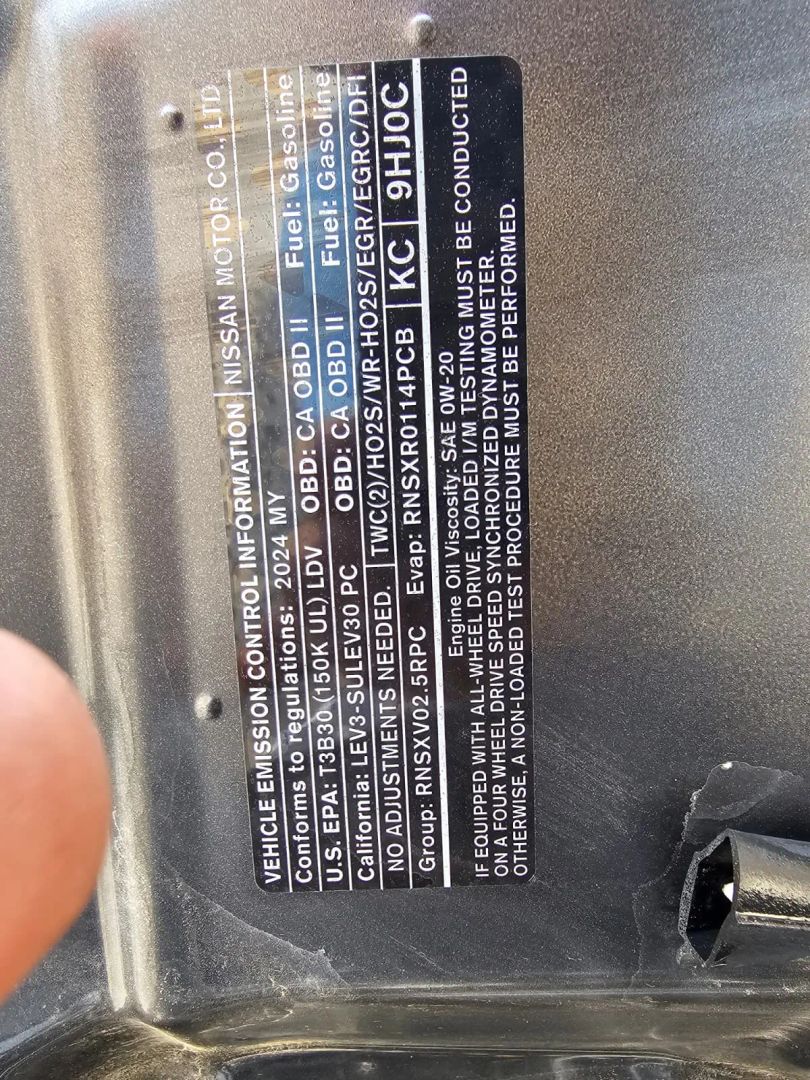 VEHICLE EMISSION CONTROL INFORMATION NISSAN MOTOR CO., LTD
Conforms to regulations: 2024 MY Fuel: Gasoline
U.S. EPA: T3B30 (150K UL) LDV OBD: CA OBD II Fuel: Gasoline
California: LEV3-SULEV30 PC OBD: CA OBD II
NO ADJUSTMENTS NEEDED. TWC(2)/HO2S/WR-HO2S/EGR/EGRC/DFI
Group: RNSXV02.5RPC Evap: RNSXR0114PCB KC 9HJ0C
Engine Oil Viscosity: SAE 0W-20
IF EQUIPPED WITH ALL-WHEEL DRIVE, LOADED I/M TESTING MUST BE CONDUCTED
ON A FOUR WHEEL DRIVE SPEED SYNCHRONIZED DYNAMOMETER.
OTHERWISE, A NON-LOADED TEST PROCEDURE MUST BE PERFORMED.